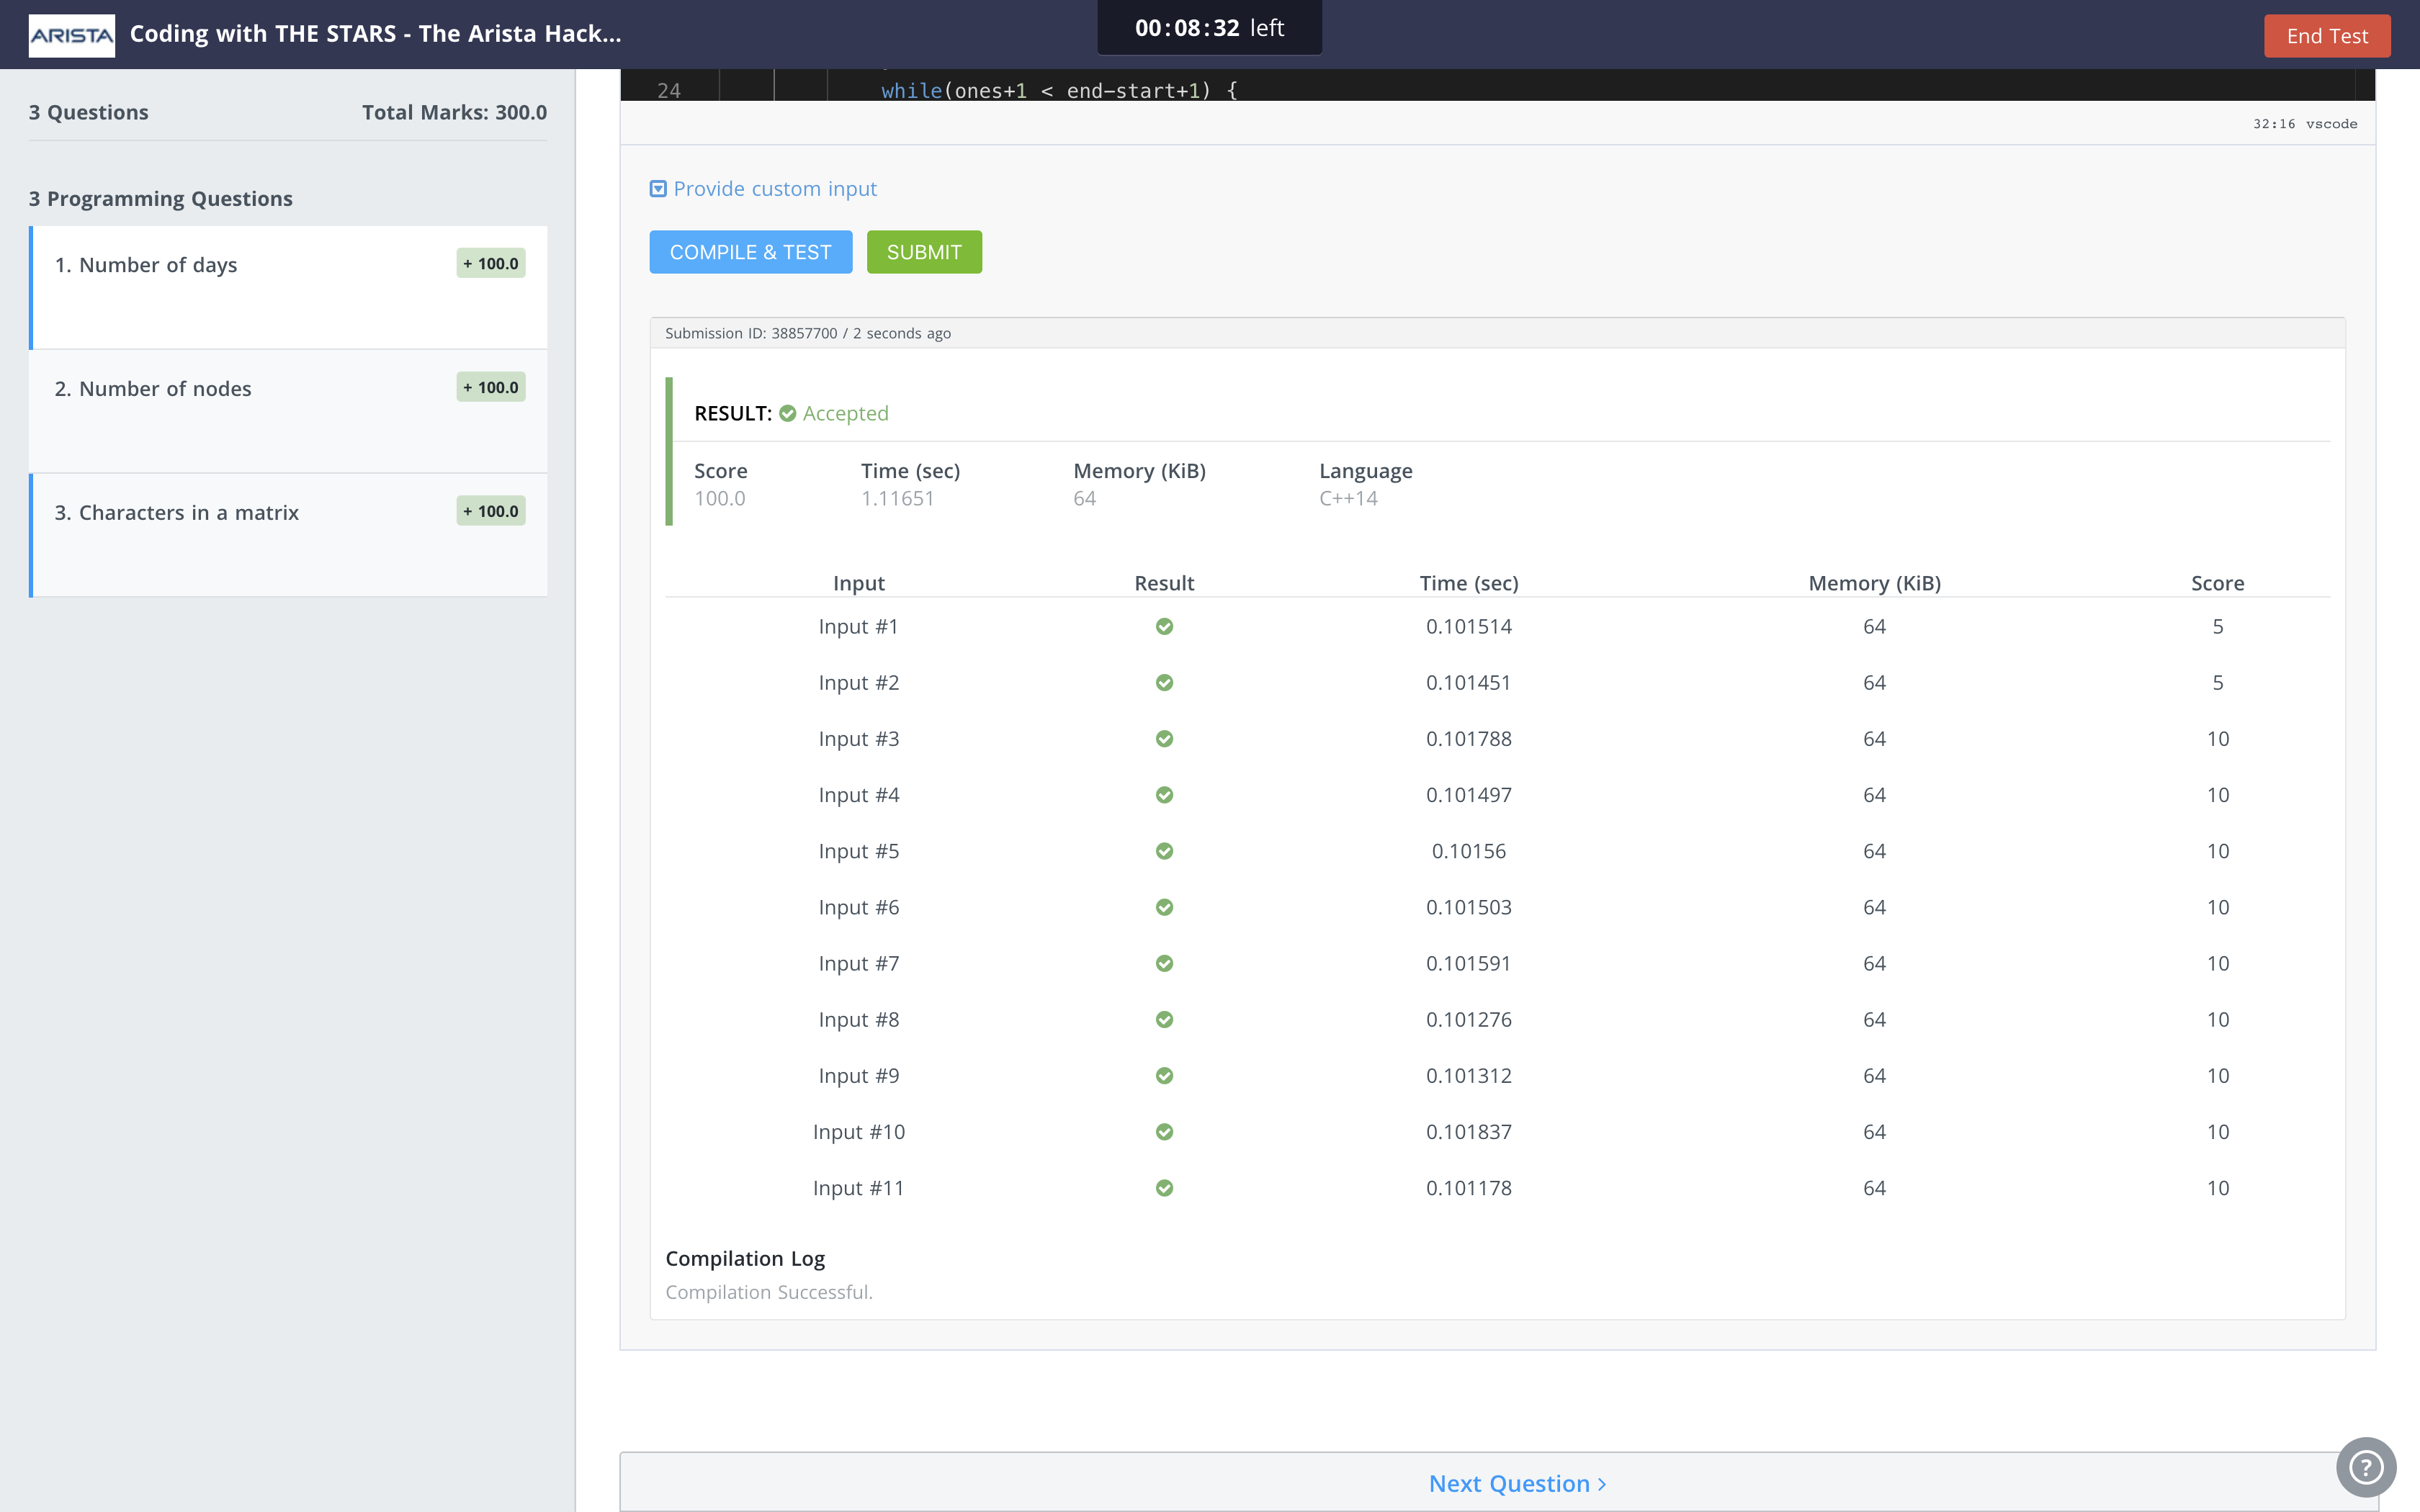 ARISTA Coding with THE STARS - The Arista Hack...
00:08:32 left
End Test
3 Questions Total Marks: 300.0
3 Programming Questions
1. Number of days + 100.0
2. Number of nodes + 100.0
3. Characters in a matrix + 100.0
24 while(ones+1 < end-start+1) {
32:16 vscode
Provide custom input
COMPILE & TEST SUBMIT
Submission ID: 38857700 / 2 seconds ago
RESULT: Accepted
Score Time (sec) Memory (KiB) Language
100.0 1.11651 64 C++14
Input Result Time (sec) Memory (KiB) Score
Input #1 0.101514 64 5
Input #2 0.101451 64 5
Input #3 0.101788 64 10
Input #4 0.101497 64 10
Input #5 0.10156 64 10
Input #6 0.101503 64 10
Input #7 0.101591 64 10
Input #8 0.101276 64 10
Input #9 0.101312 64 10
Input #10 0.101837 64 10
Input #11 0.101178 64 10
Compilation Log
Compilation Successful.
Next Question >
?